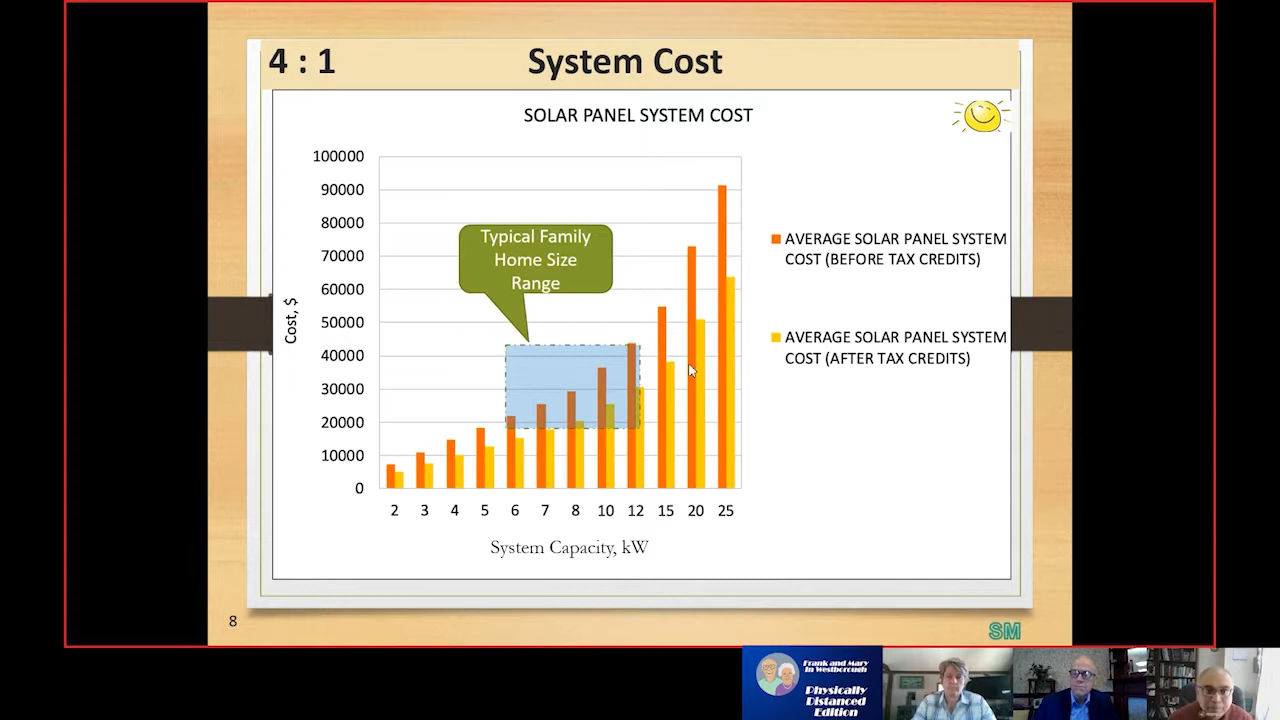 4 : 1
System Cost
SOLAR PANEL SYSTEM COST
100000
90000
80000
70000
60000
50000
40000
30000
20000
10000
0
Cost, $
Typical Family
Home Size
Range
2 3 4 5 6 7 8 10 12 15 20 25
System Capacity, kW
AVERAGE SOLAR PANEL SYSTEM
COST (BEFORE TAX CREDITS)
AVERAGE SOLAR PANEL SYSTEM
COST (AFTER TAX CREDITS)
8
SM
Frank and Mary
In Westborough
Physically
Distanced
Edition